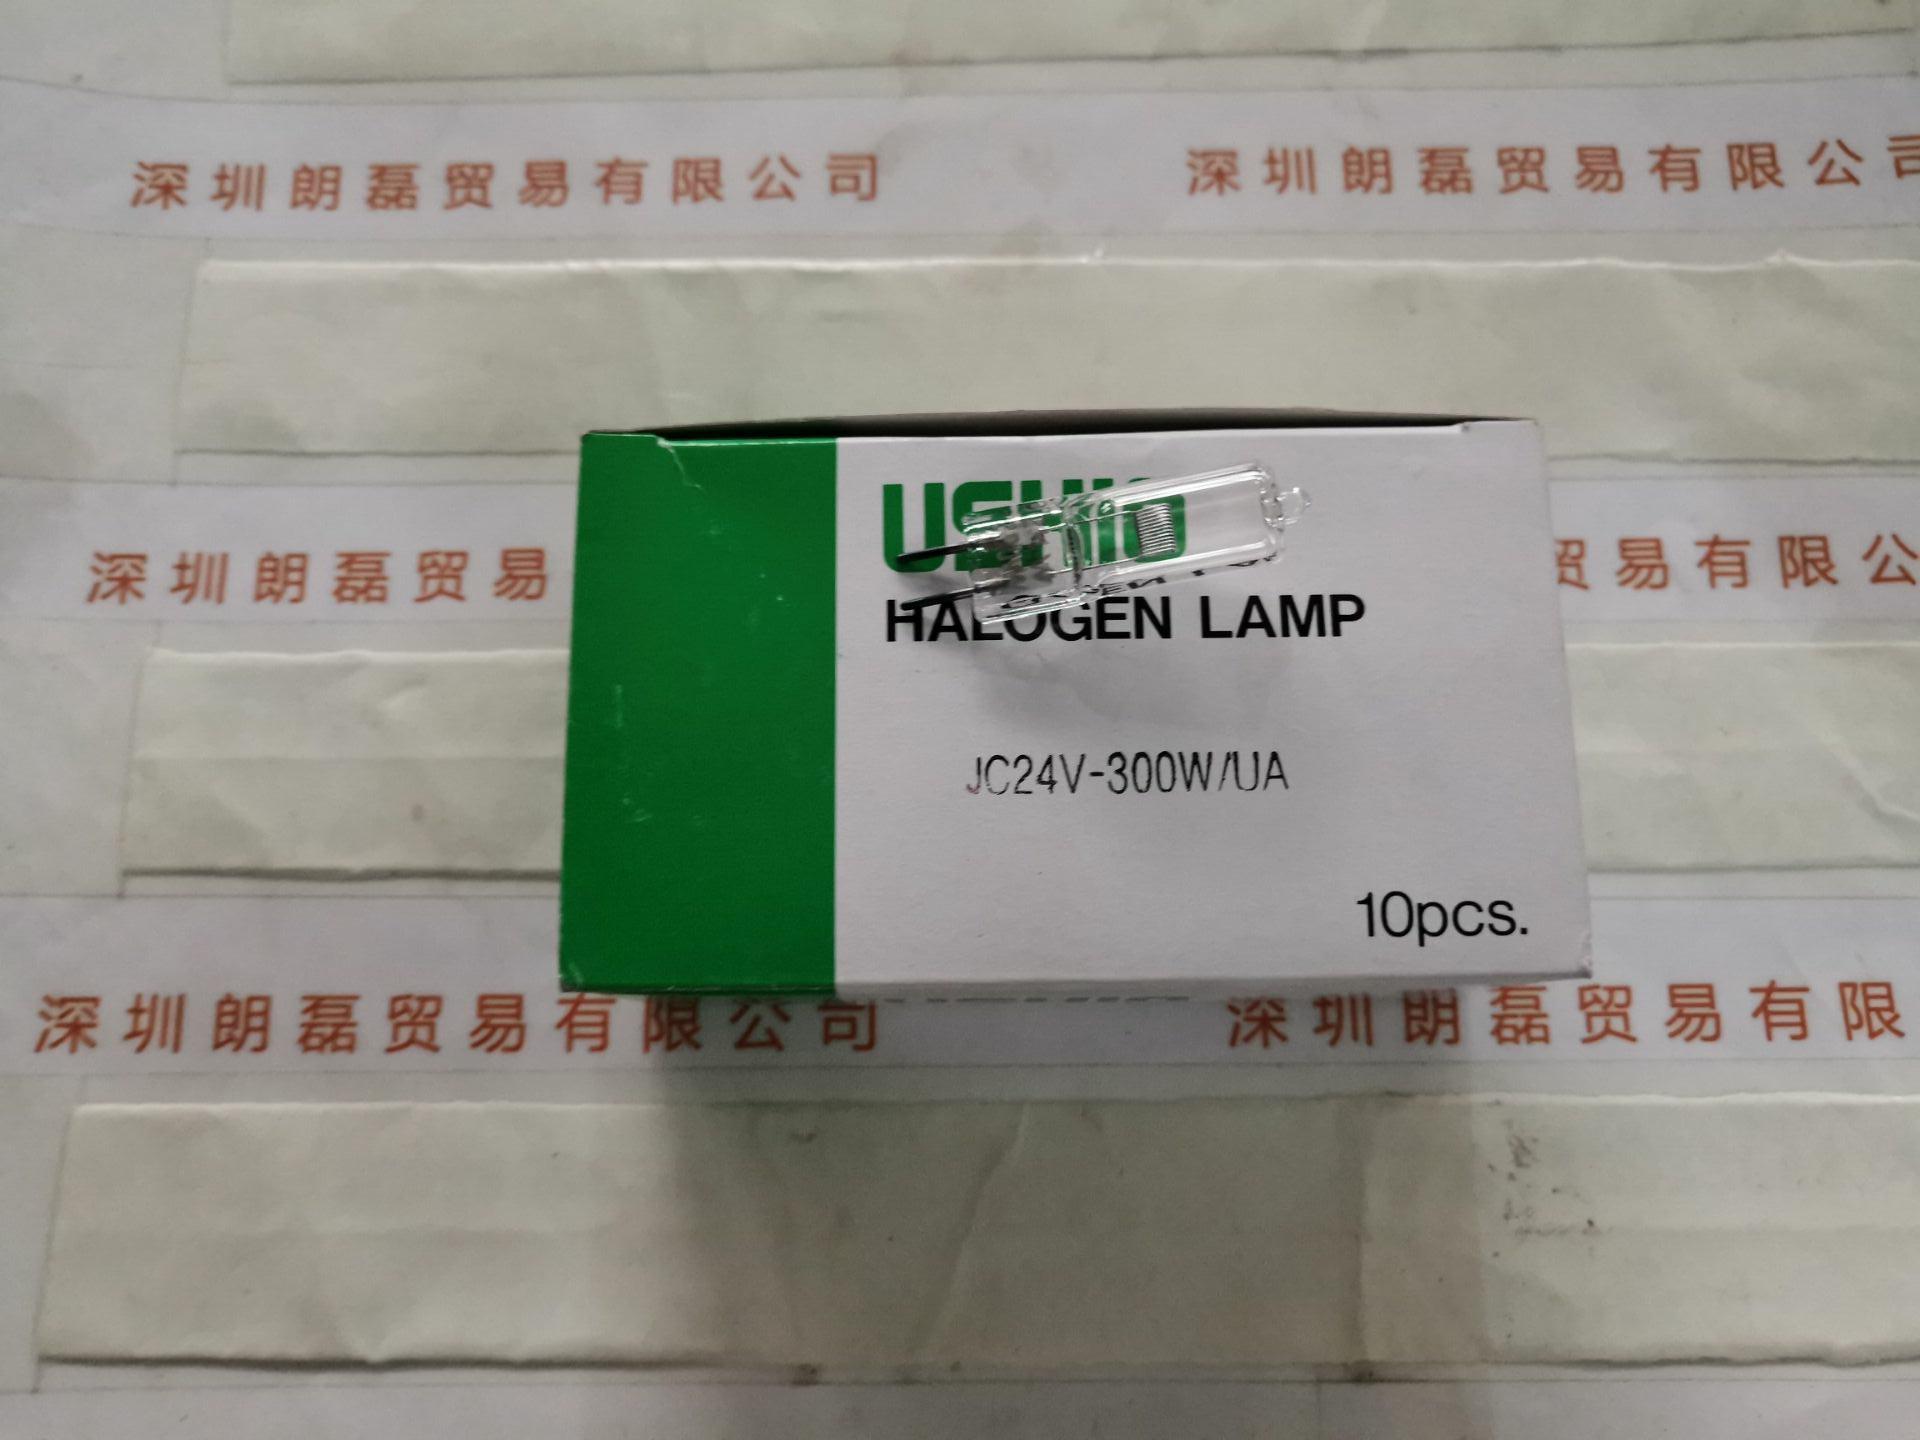 深圳朗磊贸易有限公司 深圳朗磊贸易有限公司
USHIO
深圳朗磊贸易 贸易有限公
HALOGEN LAMP
JC24V-300W/UA
10pcs.
深圳朗磊贸易有限公司 深圳朗磊贸易有限